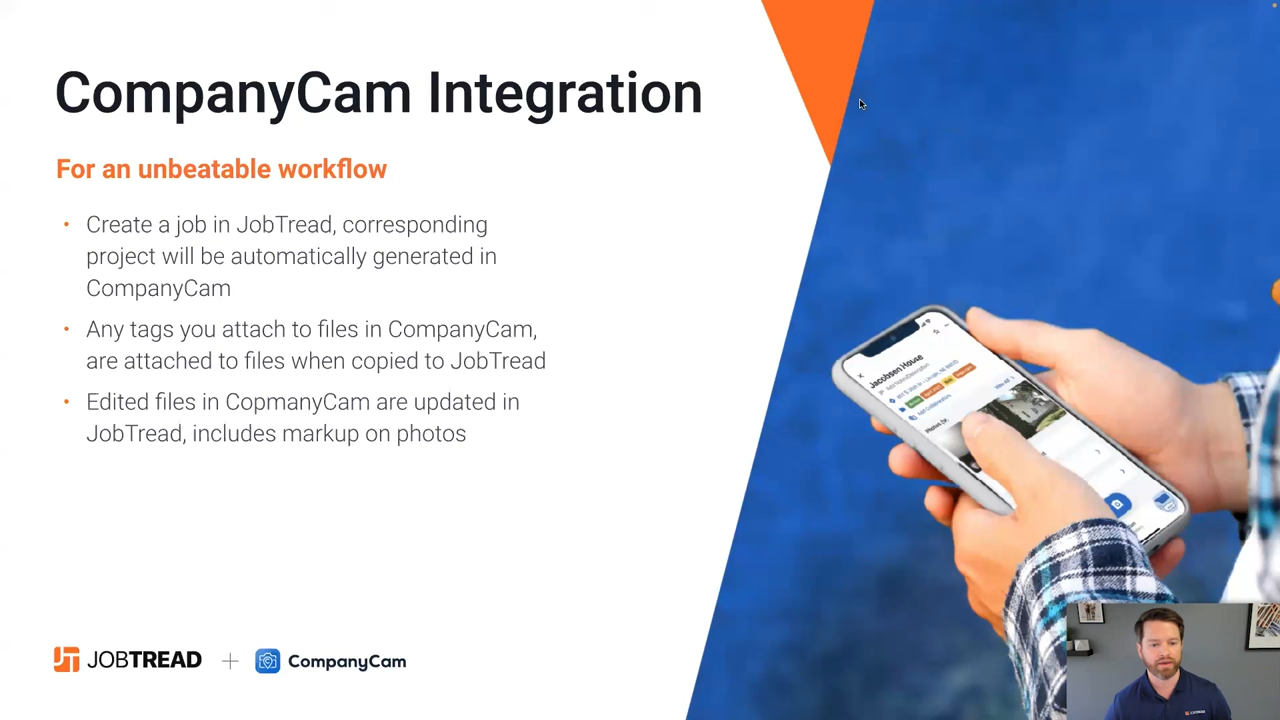 CompanyCam Integration
For an unbeatable workflow
• Create a job in JobTread, corresponding
project will be automatically generated in
CompanyCam
• Any tags you attach to files in CompanyCam,
are attached to files when copied to JobTread
• Edited files in CopmanyCam are updated in
JobTread, includes markup on photos
Jacobsen House
JOBTREAD + CompanyCam